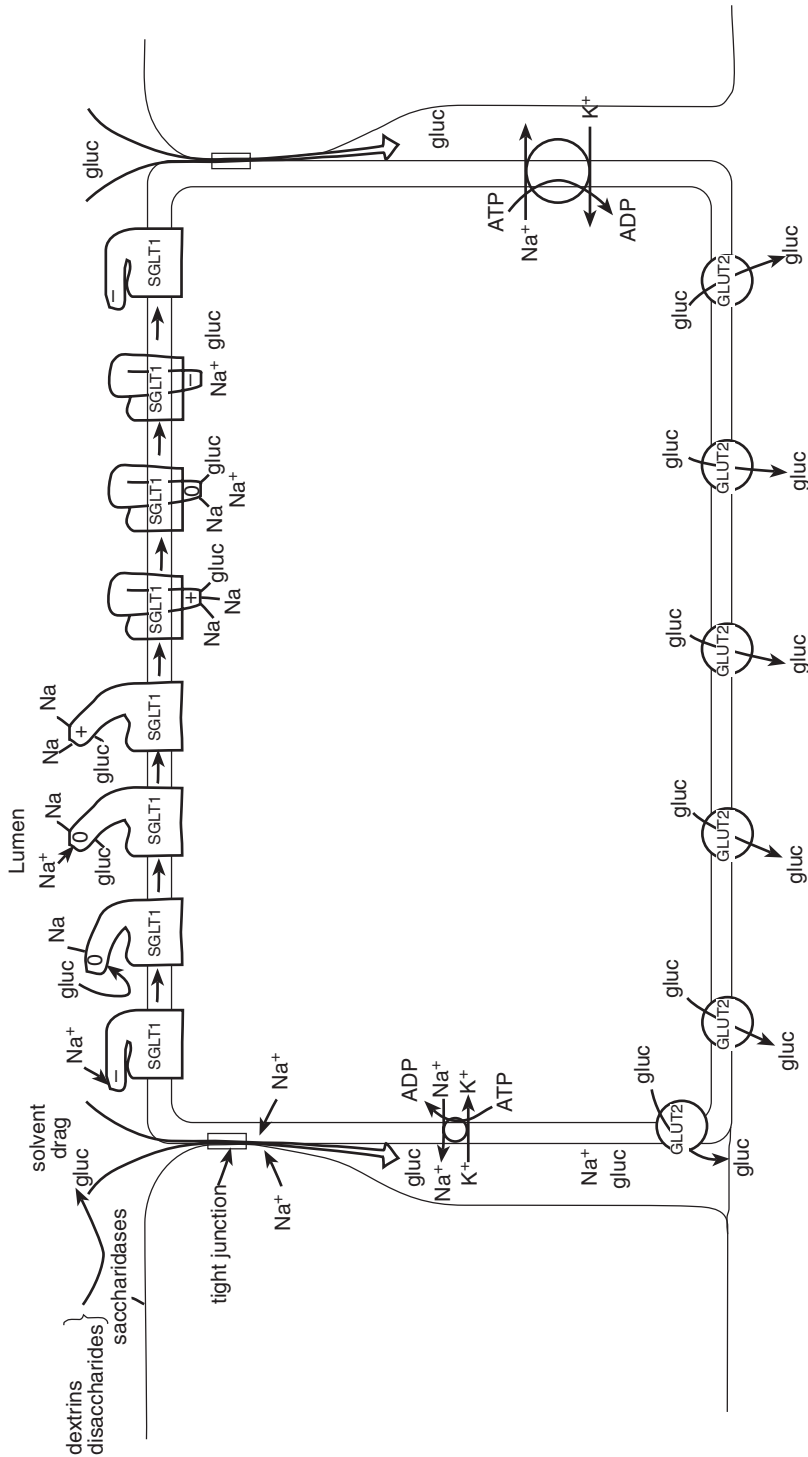 Lumen
dextrins
disaccharides
saccharidases
solvent
drag
gluc
tight junction
Na⁺
Na⁺
Na⁺
–
SGLT1
gluc
Na
0
SGLT1
Na⁺
Na
0
gluc
SGLT1
Na
Na
+
gluc
SGLT1
SGLT1
+
Na
Na
gluc
SGLT1
0
Na
gluc
Na⁺
SGLT1
–
Na⁺
gluc
–
SGLT1
gluc
gluc
gluc
ADP
Na⁺
Na⁺
K⁺
K⁺
ATP
Na⁺
gluc
ATP
Na⁺
K⁺
ADP
gluc
GLUT2
gluc
gluc
GLUT2
gluc
gluc
GLUT2
gluc
gluc
GLUT2
gluc
gluc
GLUT2
gluc
gluc
GLUT2
gluc